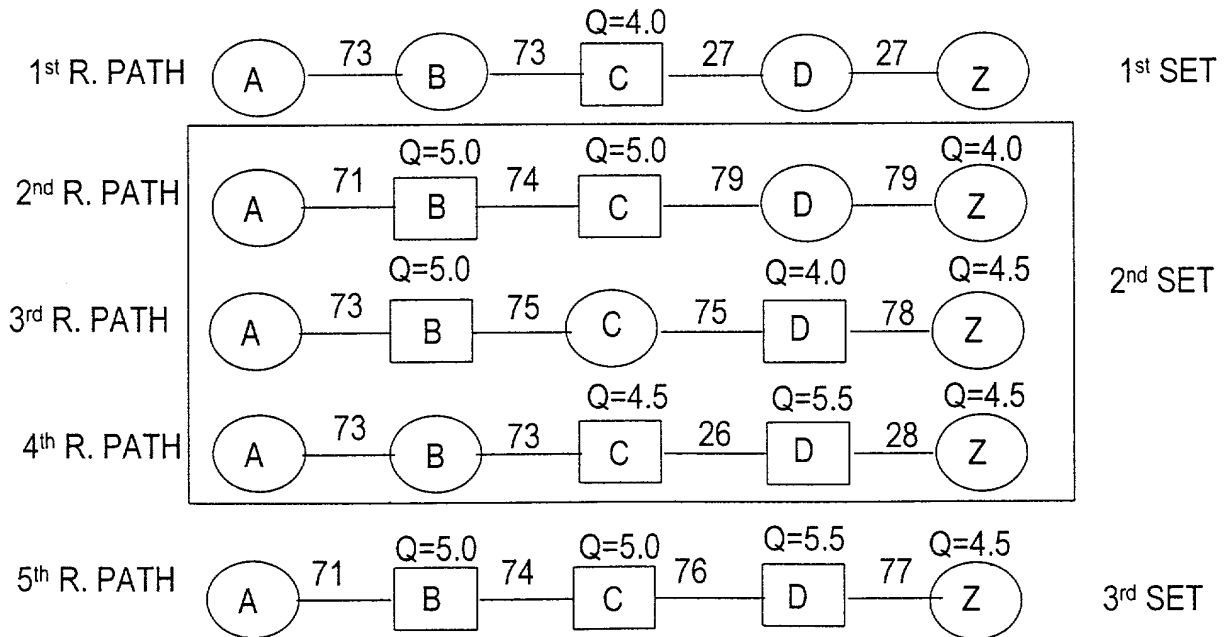 Q=4.0
1st R. PATH A 73 B 73 C 27 D 27 Z 1st SET
Q=5.0 Q=5.0 Q=4.0
2nd R. PATH A 71 B 74 C 79 D 79 Z
Q=5.0 Q=4.0 Q=4.5
2nd SET
3rd R. PATH A 73 B 75 C 75 D 78 Z
Q=4.5 Q=5.5 Q=4.5
4th R. PATH A 73 B 73 C 26 D 28 Z
Q=5.0 Q=5.0 Q=5.5 Q=4.5
5th R. PATH A 71 B 74 C 76 D 77 Z 3rd SET